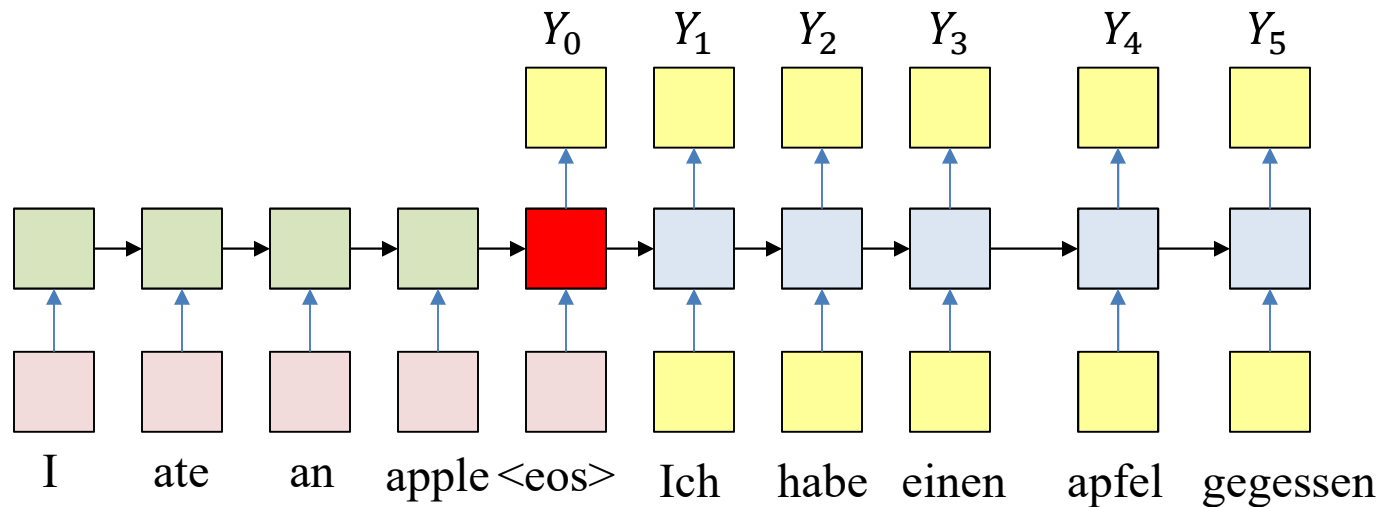 Y₀ Y₁ Y₂ Y₃ Y₄ Y₅
I ate an apple <eos> Ich habe einen apfel gegessen